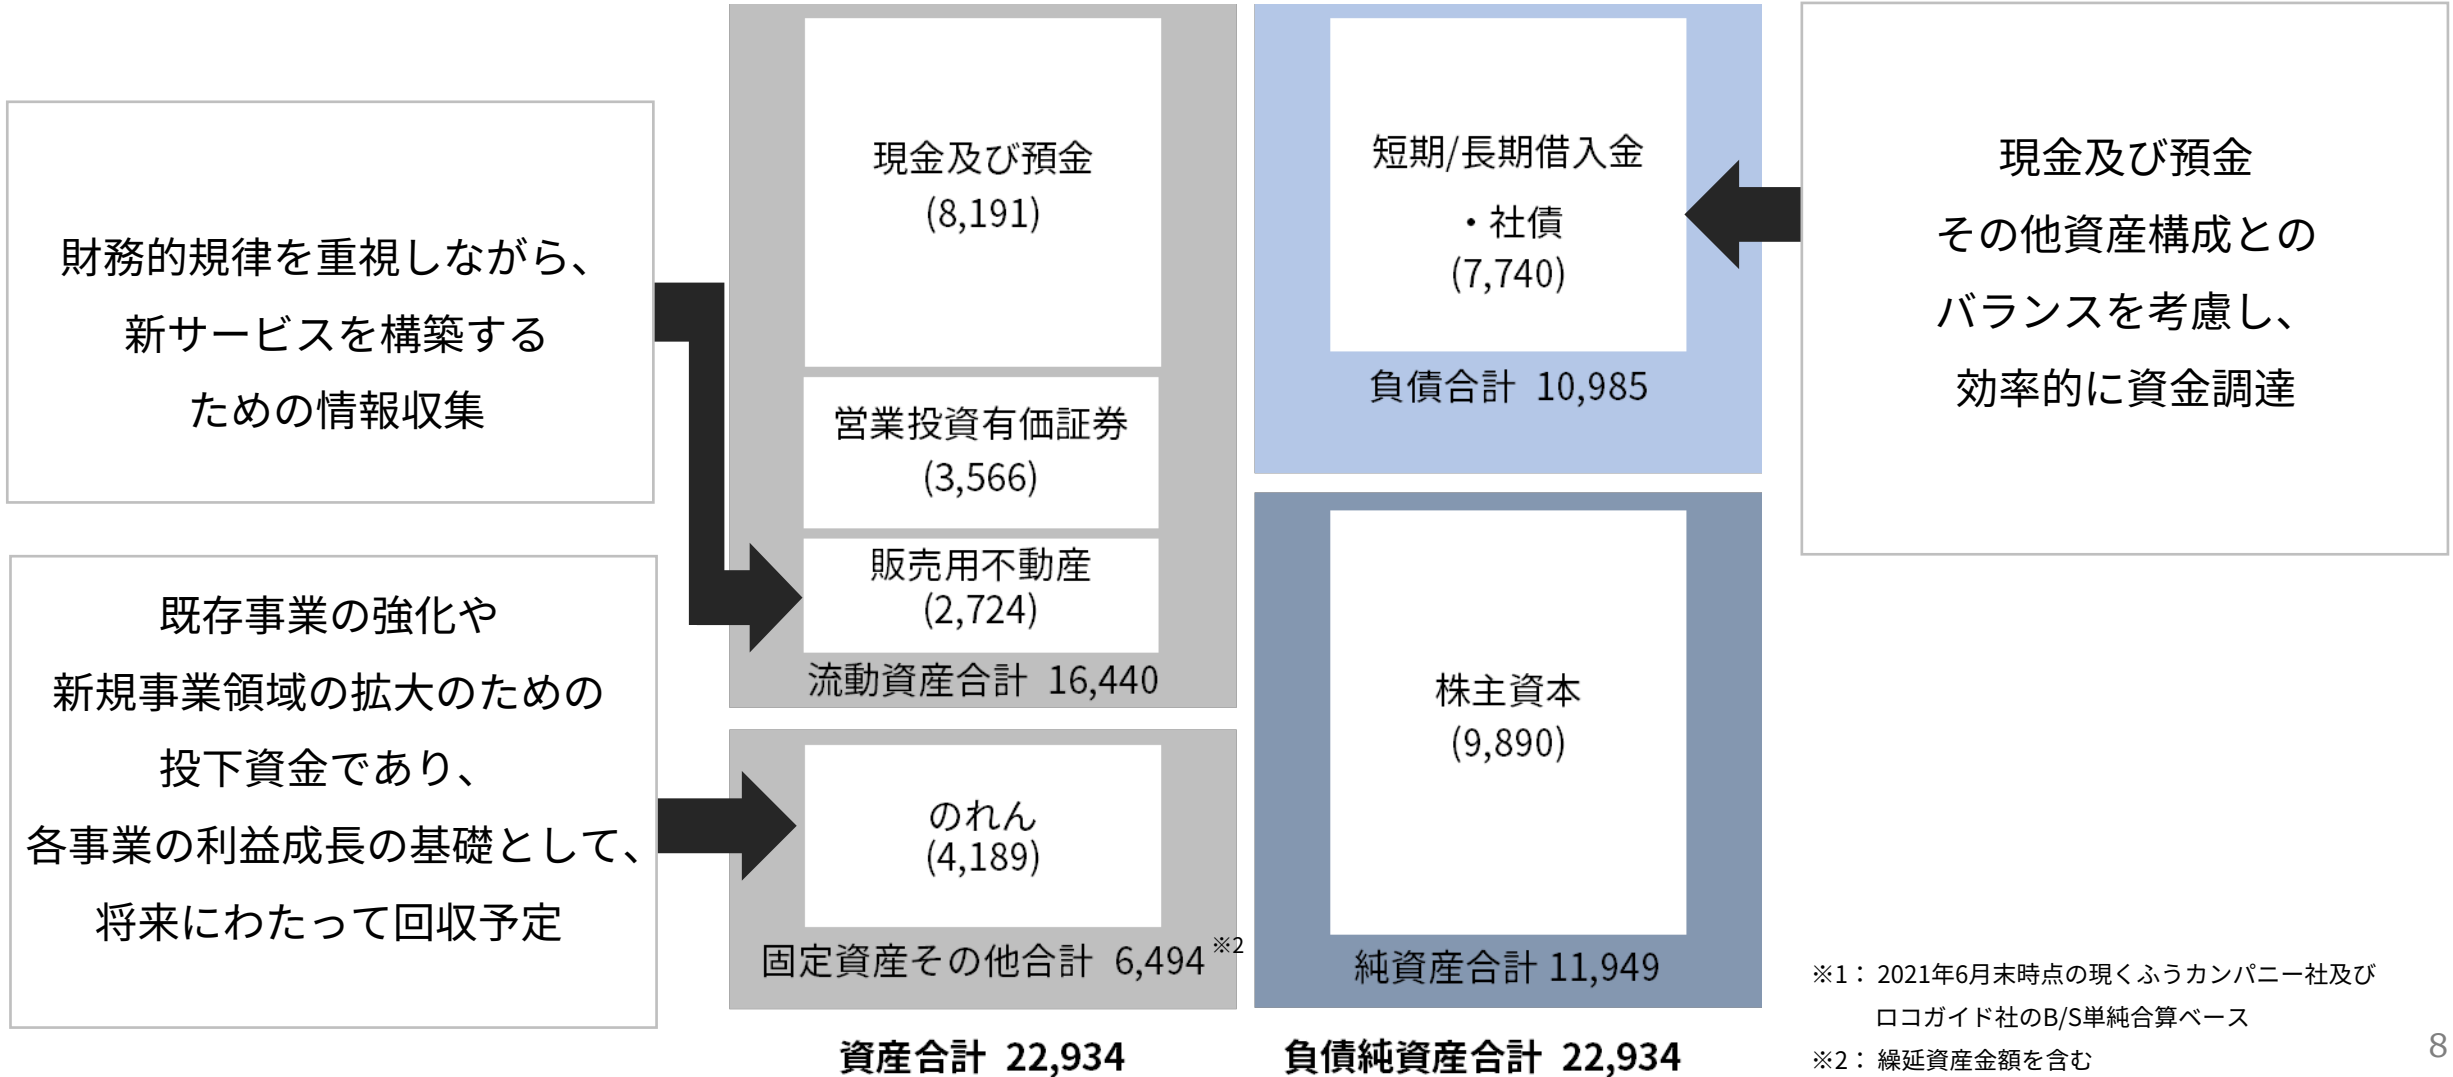 財務的規律を重視しながら、
新サービスを構築する
ための情報収集
既存事業の強化や
新規事業領域の拡大のための
投下資金であり、
各事業の利益成長の基礎として、
将来にわたって回収予定
現金及び預金
(8,191)
営業投資有価証券
(3,566)
販売用不動産
(2,724)
流動資産合計 16,440
のれん
(4,189)
固定資産その他合計 6,494 ※2
資産合計 22,934
短期/長期借入金
・社債
(7,740)
負債合計 10,985
株主資本
(9,890)
純資産合計 11,949
負債純資産合計 22,934
現金及び預金
その他資産構成との
バランスを考慮し、
効率的に資金調達
※1： 2021年6月末時点の現くふうカンパニー社及び
ロコガイド社のB/S単純合算ベース
※2： 繰延資産金額を含む
8